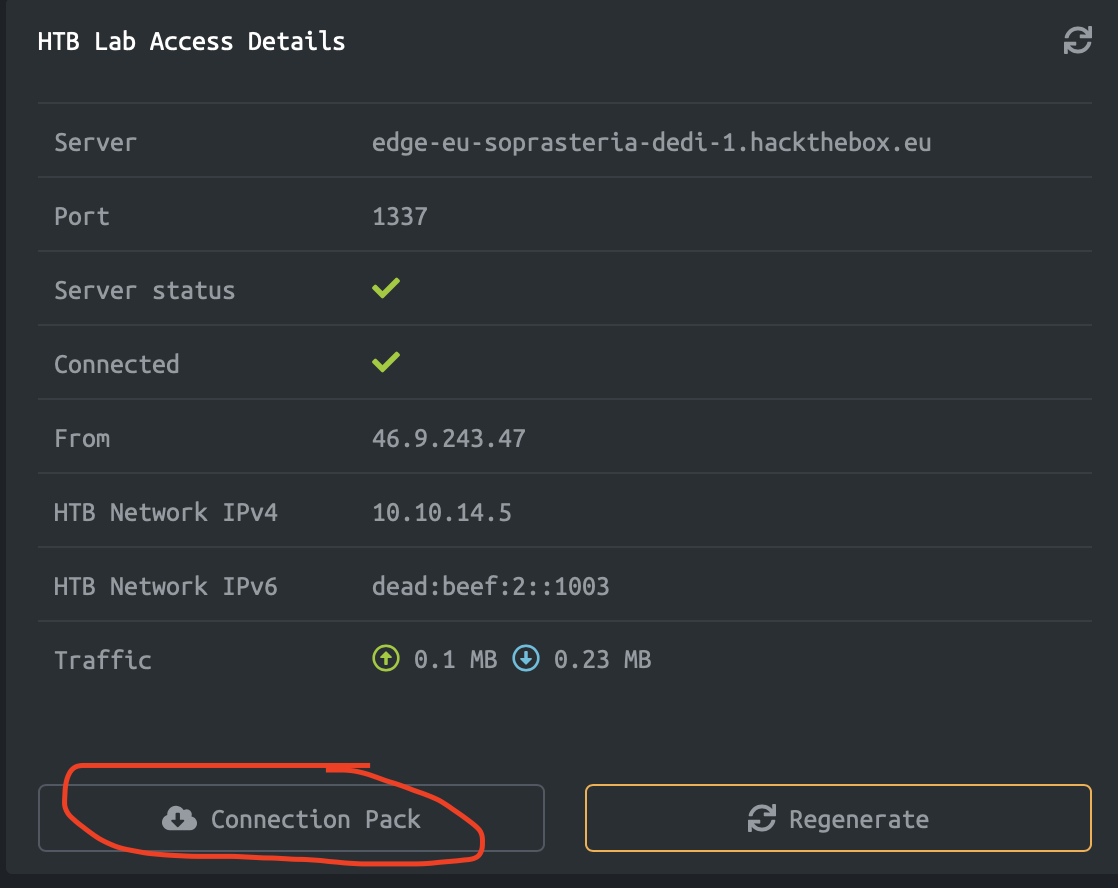 HTB Lab Access Details
Server edge-eu-soprasteria-dedi-1.hackthebox.eu
Port 1337
Server status
Connected
From 46.9.243.47
HTB Network IPv4 10.10.14.5
HTB Network IPv6 dead:beef:2::1003
Traffic 0.1 MB 0.23 MB
Connection Pack Regenerate